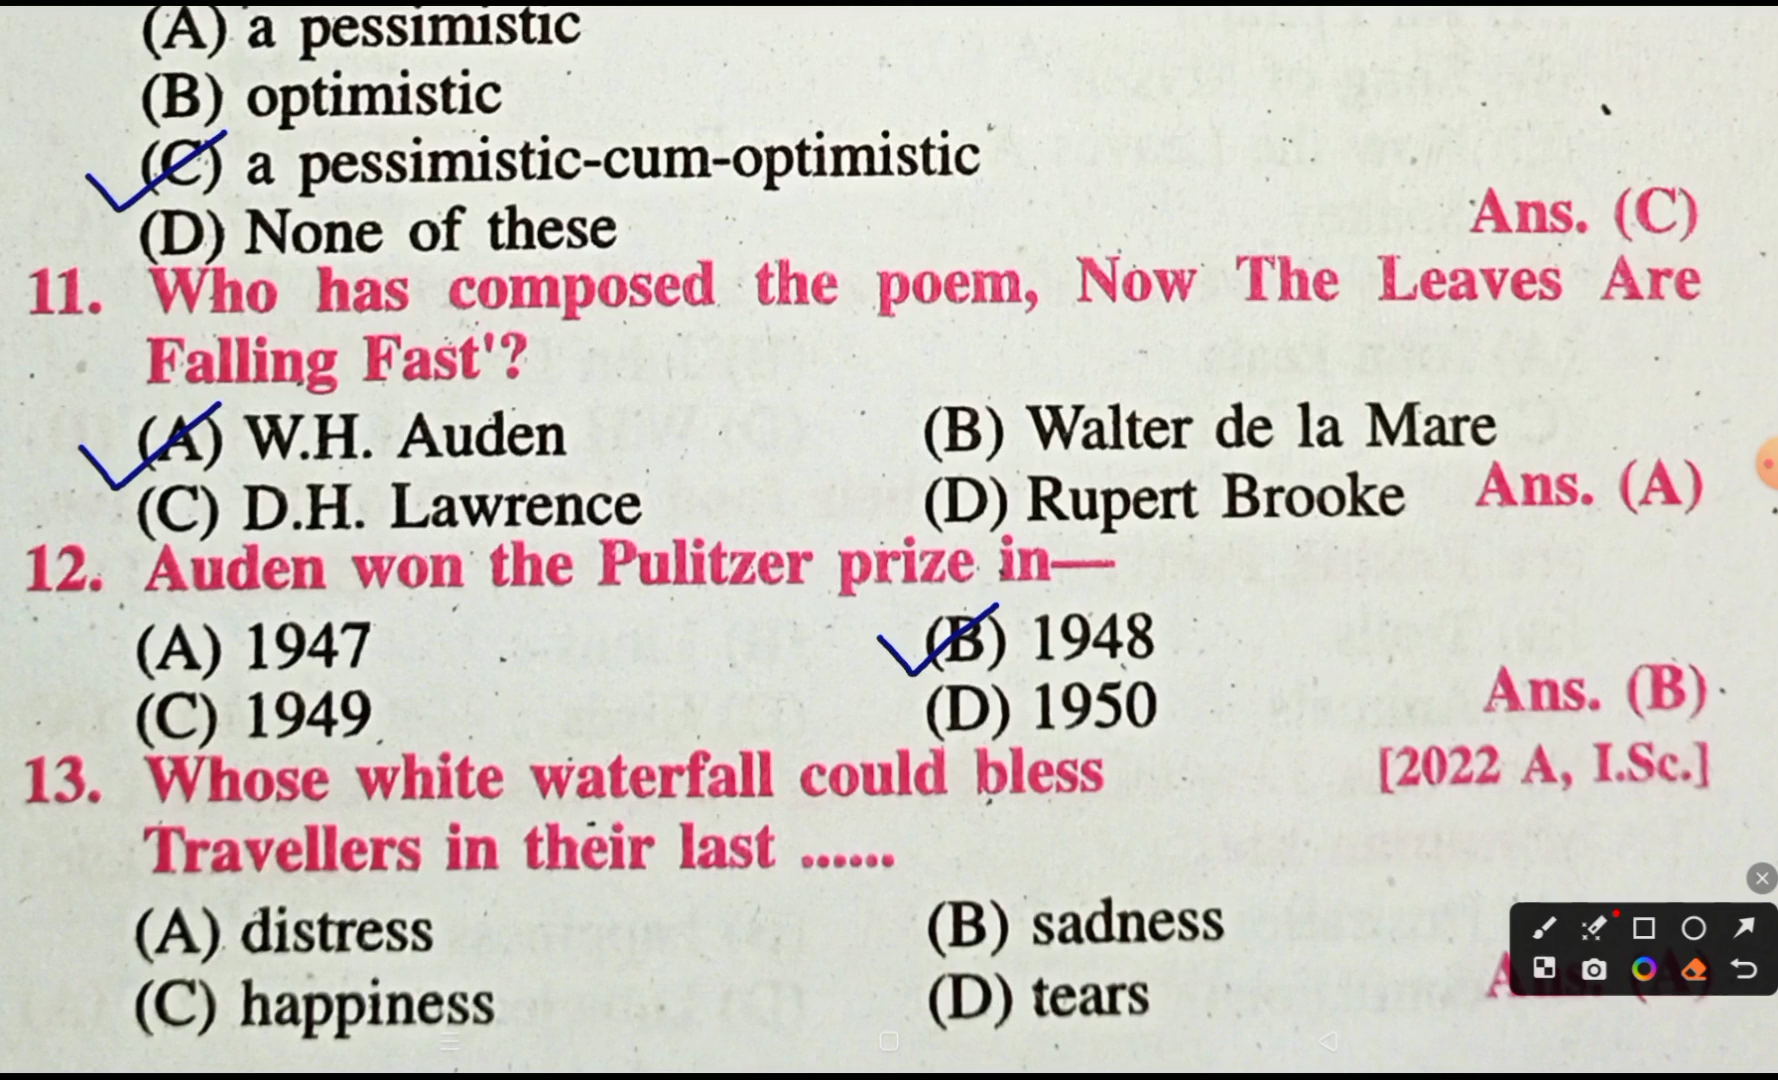 (A) a pessimistic
(B) optimistic
(C) a pessimistic-cum-optimistic
(D) None of these Ans. (C)
11. Who has composed the poem, Now The Leaves Are
Falling Fast'?
(A) W.H. Auden (B) Walter de la Mare
(C) D.H. Lawrence (D) Rupert Brooke Ans. (A)
12. Auden won the Pulitzer prize in—
(A) 1947 (B) 1948
(C) 1949 (D) 1950 Ans. (B)
13. Whose white waterfall could bless [2022 A, I.Sc.]
Travellers in their last ......
(A) distress (B) sadness
(C) happiness (D) tears Ans. (A)